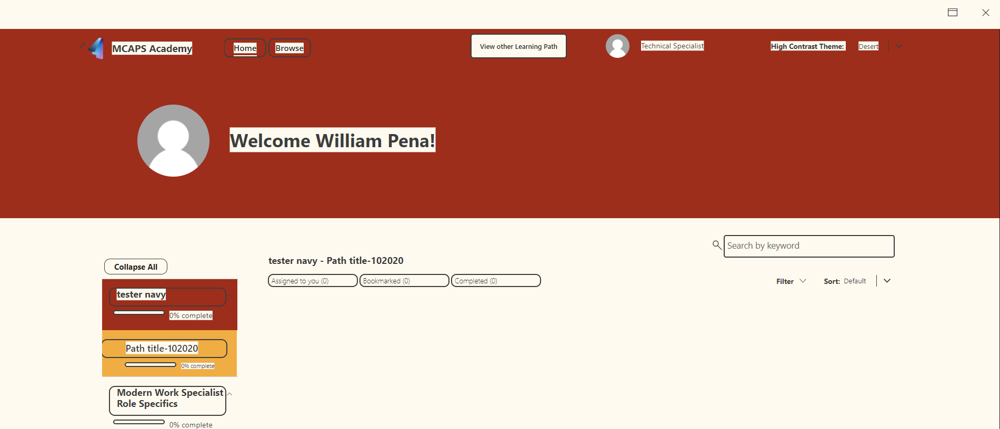 MCAPS Academy
Home
Browse
View other Learning Path
Technical Specialist
High Contrast Theme:
Desert
Welcome William Pena!
Search by keyword
Collapse All
tester navy - Path title-102020
Assigned to you (0)
Bookmarked (0)
Completed (0)
Filter
Sort: Default
tester navy
0% complete
Path title-102020
0% complete
Modern Work Specialist
Role Specifics
0% complete